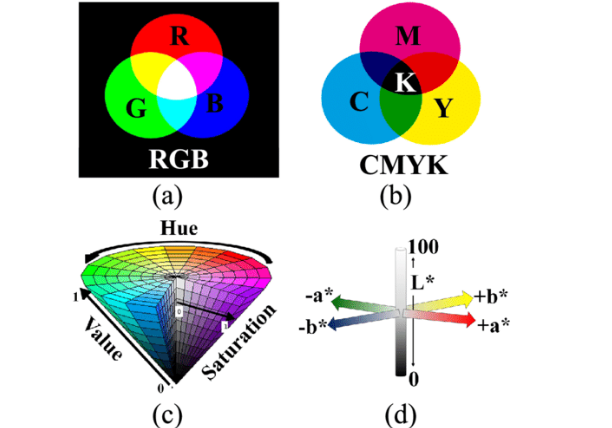 R
G
B
RGB
(a)
M
K
C
Y
CMYK
(b)
Hue
1
0
1
Value
Saturation
0
(c)
100
L*
-a*
+b*
-b*
+a*
0
(d)